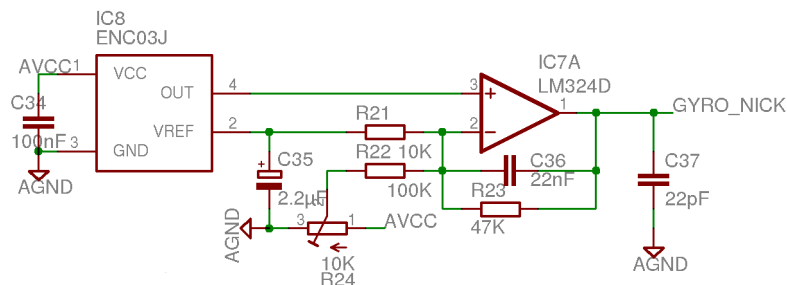 IC8
ENC03J
AVCC
1
VCC
C34
100nF
3
GND
AGND
OUT
4
VREF
2
C35
2.2µF
AGND
3
2
1
AVCC
10K
R24
R21
10K
R22
100K
R23
47K
C36
22nF
3
2
1
IC7A
LM324D
GYRO_NICK
C37
22pF
AGND